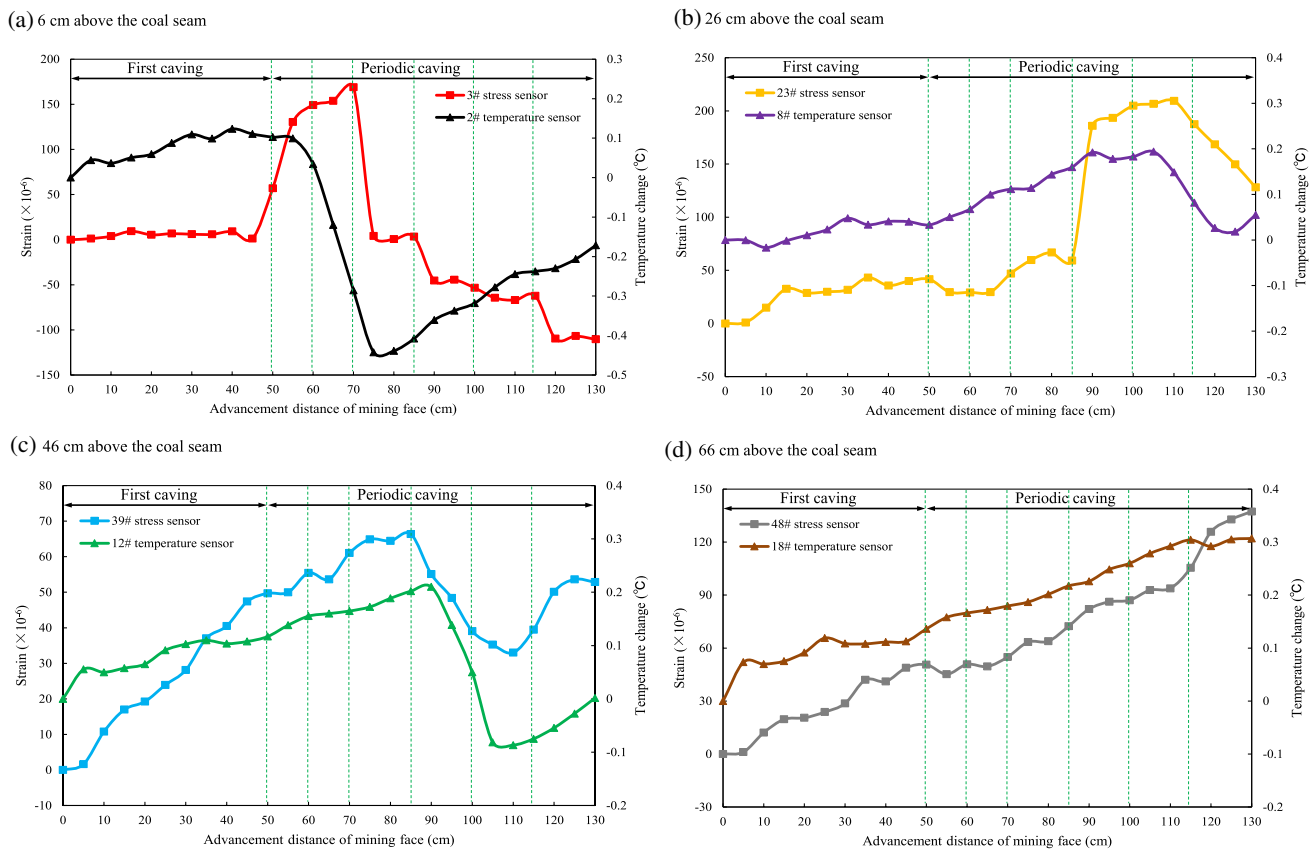 (a) 6 cm above the coal seam
200
150
100
50
0
-50
-100
-150
0.3
0.2
0.1
0
-0.1
-0.2
-0.3
-0.4
-0.5
First caving
Periodic caving
3# stress sensor
2# temperature sensor
Strain (×10⁻⁶)
Temperature change (℃)
0 10 20 30 40 50 60 70 80 90 100 110 120 130
Advancement distance of mining face (cm)
(b) 26 cm above the coal seam
250
200
150
100
50
0
-50
0.4
0.3
0.2
0.1
0
-0.1
-0.2
-0.3
First caving
Periodic caving
23# stress sensor
8# temperature sensor
Strain (×10⁻⁶)
Temperature change (℃)
0 10 20 30 40 50 60 70 80 90 100 110 120 130
Advancement distance of mining face (cm)
(c) 46 cm above the coal seam
80
70
60
50
40
30
20
10
0
-10
0.4
0.3
0.2
0.1
0
-0.1
-0.2
First caving
Periodic caving
39# stress sensor
12# temperature sensor
Strain (×10⁻⁶)
Temperature change (℃)
0 10 20 30 40 50 60 70 80 90 100 110 120 130
Advancement distance of mining face (cm)
(d) 66 cm above the coal seam
150
120
90
60
30
0
-30
0.4
0.3
0.2
0.1
0
-0.1
-0.2
First caving
Periodic caving
48# stress sensor
18# temperature sensor
Strain (×10⁻⁶)
Temperature change (℃)
0 10 20 30 40 50 60 70 80 90 100 110 120 130
Advancement distance of mining face (cm)